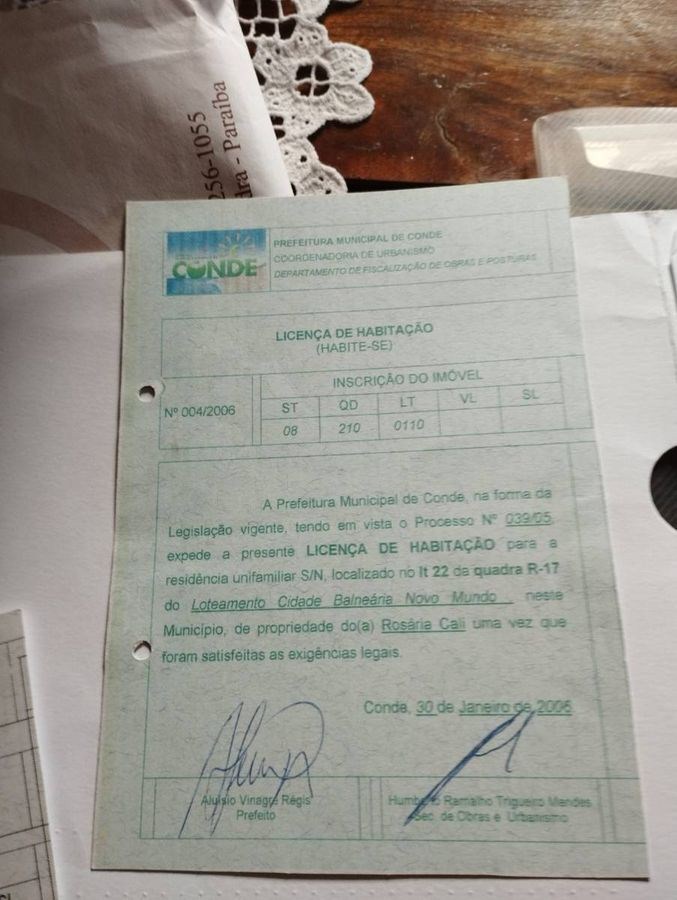 256-1055
dra - Paraíba
CONDE
PREFEITURA MUNICIPAL DE CONDE
COORDENADORIA DE URBANISMO
DEPARTAMENTO DE FISCALIZAÇÃO DE OBRAS E POSTURAS
LICENÇA DE HABITAÇÃO
(HABITE-SE)
Nº 004/2006
INSCRIÇÃO DO IMÓVEL
ST QD LT VL SL
08 210 0110
A Prefeitura Municipal de Conde, na forma da
Legislação vigente, tendo em vista o Processo Nº 039/05,
expede a presente LICENÇA DE HABITAÇÃO para a
residência unifamiliar S/N, localizado no lt 22 da quadra R-17
do Loteamento Cidade Balneária Novo Mundo neste
Município, de propriedade do(a) Rosária Cali uma vez que
foram satisfeitas as exigências legais.
Conde, 30 de Janeiro de 2006
Aluisio Vinagre Régis
Prefeito
Humberto Ramalho Trigueiro Mendes
Sec. de Obras e Urbanismo